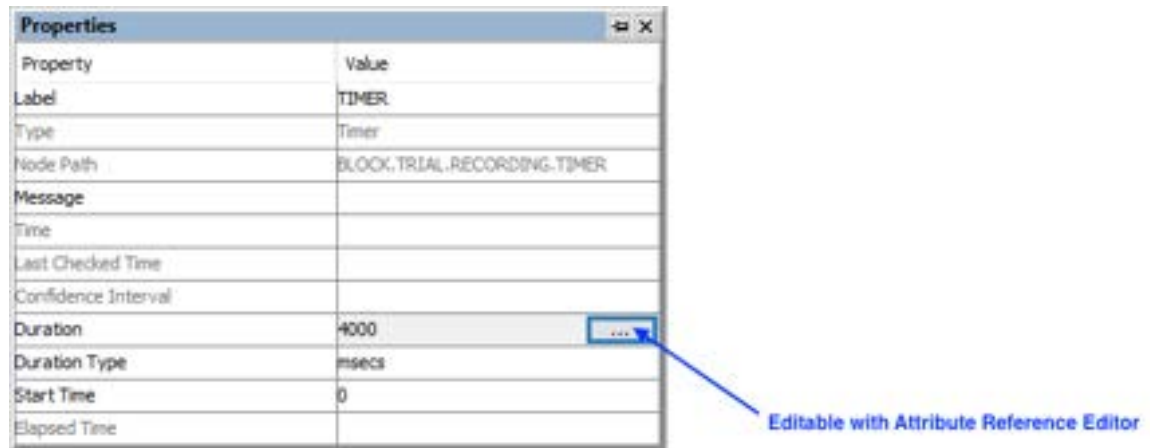 Properties
Property Value
Label TIMER
Type Timer
Node Path BLOCK.TRIAL.RECORDING.TIMER
Message
Time
Last Checked Time
Confidence Interval
Duration 4000 ...
Duration Type msecs
Start Time 0
Elapsed Time
Editable with Attribute Reference Editor